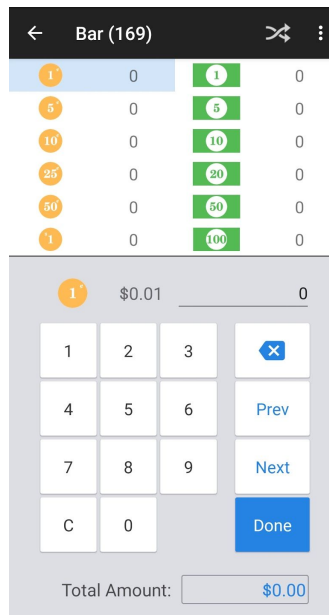 Bar (169)
1 0 1 0
5 0 5 0
10 0 10 0
25 0 20 0
50 0 50 0
1 0 100 0
1 $0.01 0
1 2 3
4 5 6 Prev
7 8 9 Next
C 0 Done
Total Amount: $0.00